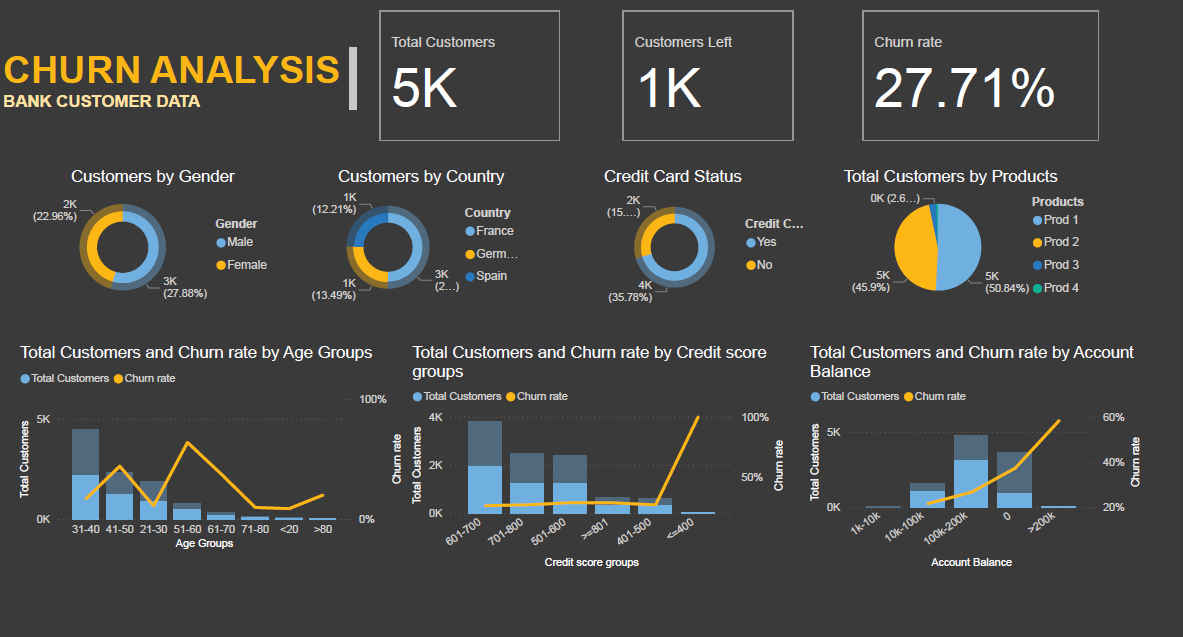 CHURN ANALYSIS
BANK CUSTOMER DATA
Total Customers
5K
Customers Left
1K
Churn rate
27.71%
Customers by Gender
2K
(22.96%)
3K
(27.88%)
Gender
Male
Female
Customers by Country
1K
(12.21%)
1K
(13.49%)
3K
(2...)
Country
France
Germ...
Spain
Credit Card Status
2K
(15....)
4K
(35.78%)
Credit C...
Yes
No
Total Customers by Products
0K (2.6...)
5K
(45.9%)
5K
(50.84%)
Products
Prod 1
Prod 2
Prod 3
Prod 4
Total Customers and Churn rate by Age Groups
Total Customers Churn rate
Total Customers
5K
0K
100%
0%
Churn rate
31-40 41-50 21-30 51-60 61-70 71-80 <20 >80
Age Groups
Total Customers and Churn rate by Credit score
groups
Total Customers Churn rate
Total Customers
4K
2K
0K
100%
50%
Churn rate
601-700 701-800 501-600 >=801 401-500 <=400
Credit score groups
Total Customers and Churn rate by Account
Balance
Total Customers Churn rate
Total Customers
5K
0K
60%
40%
20%
Churn rate
1k-10k 10k-100k 100k-200k 0 >200k
Account Balance